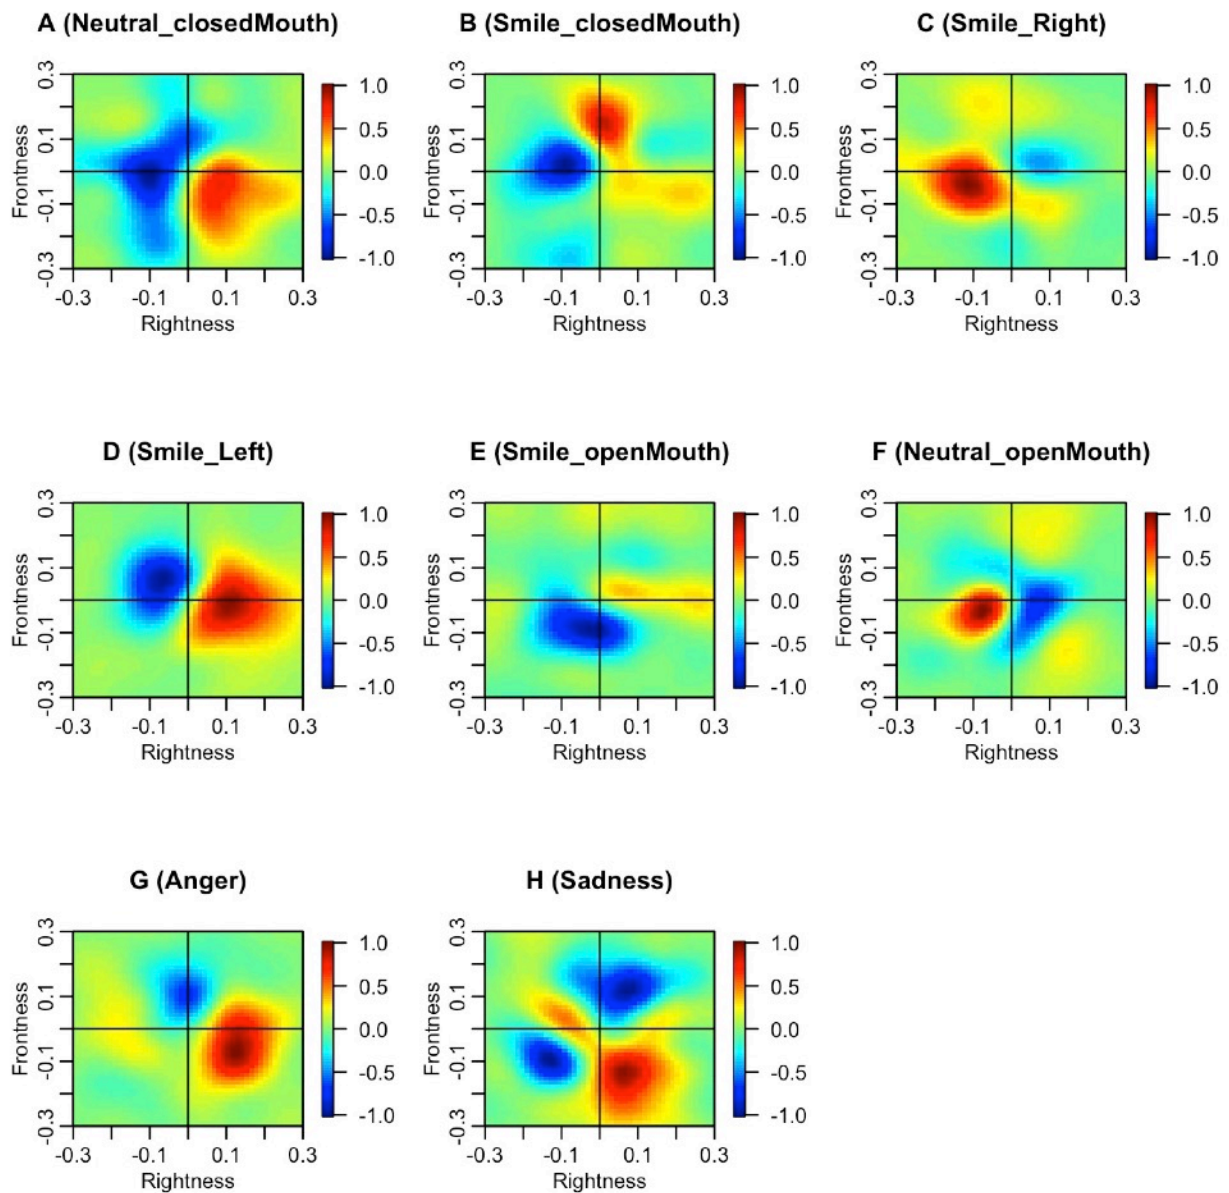 A (Neutral_closedMouth)
0.3
0.1
-0.1
-0.3
Frontness
-0.3 -0.1 0.1 0.3
Rightness
1.0
0.5
0.0
-0.5
-1.0
B (Smile_closedMouth)
0.3
0.1
-0.1
-0.3
Frontness
-0.3 -0.1 0.1 0.3
Rightness
1.0
0.5
0.0
-0.5
-1.0
C (Smile_Right)
0.3
0.1
-0.1
-0.3
Frontness
-0.3 -0.1 0.1 0.3
Rightness
1.0
0.5
0.0
-0.5
-1.0
D (Smile_Left)
0.3
0.1
-0.1
-0.3
Frontness
-0.3 -0.1 0.1 0.3
Rightness
1.0
0.5
0.0
-0.5
-1.0
E (Smile_openMouth)
0.3
0.1
-0.1
-0.3
Frontness
-0.3 -0.1 0.1 0.3
Rightness
1.0
0.5
0.0
-0.5
-1.0
F (Neutral_openMouth)
0.3
0.1
-0.1
-0.3
Frontness
-0.3 -0.1 0.1 0.3
Rightness
1.0
0.5
0.0
-0.5
-1.0
G (Anger)
0.3
0.1
-0.1
-0.3
Frontness
-0.3 -0.1 0.1 0.3
Rightness
1.0
0.5
0.0
-0.5
-1.0
H (Sadness)
0.3
0.1
-0.1
-0.3
Frontness
-0.3 -0.1 0.1 0.3
Rightness
1.0
0.5
0.0
-0.5
-1.0